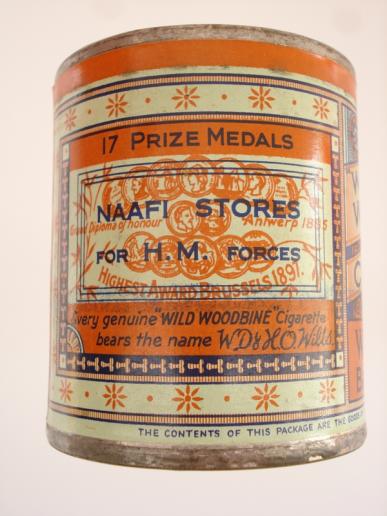 17 PRIZE MEDALS
NAAFI STORES
Grand Diploma of honour Antwerp 1885
FOR H.M. FORCES
HIGHEST AWARD BRUSSELS 1897.
Every genuine "WILD WOODBINE" Cigarette
bears the name W.D. & H.O. Wills.
THE CONTENTS OF THIS PACKAGE ARE THE GOODS